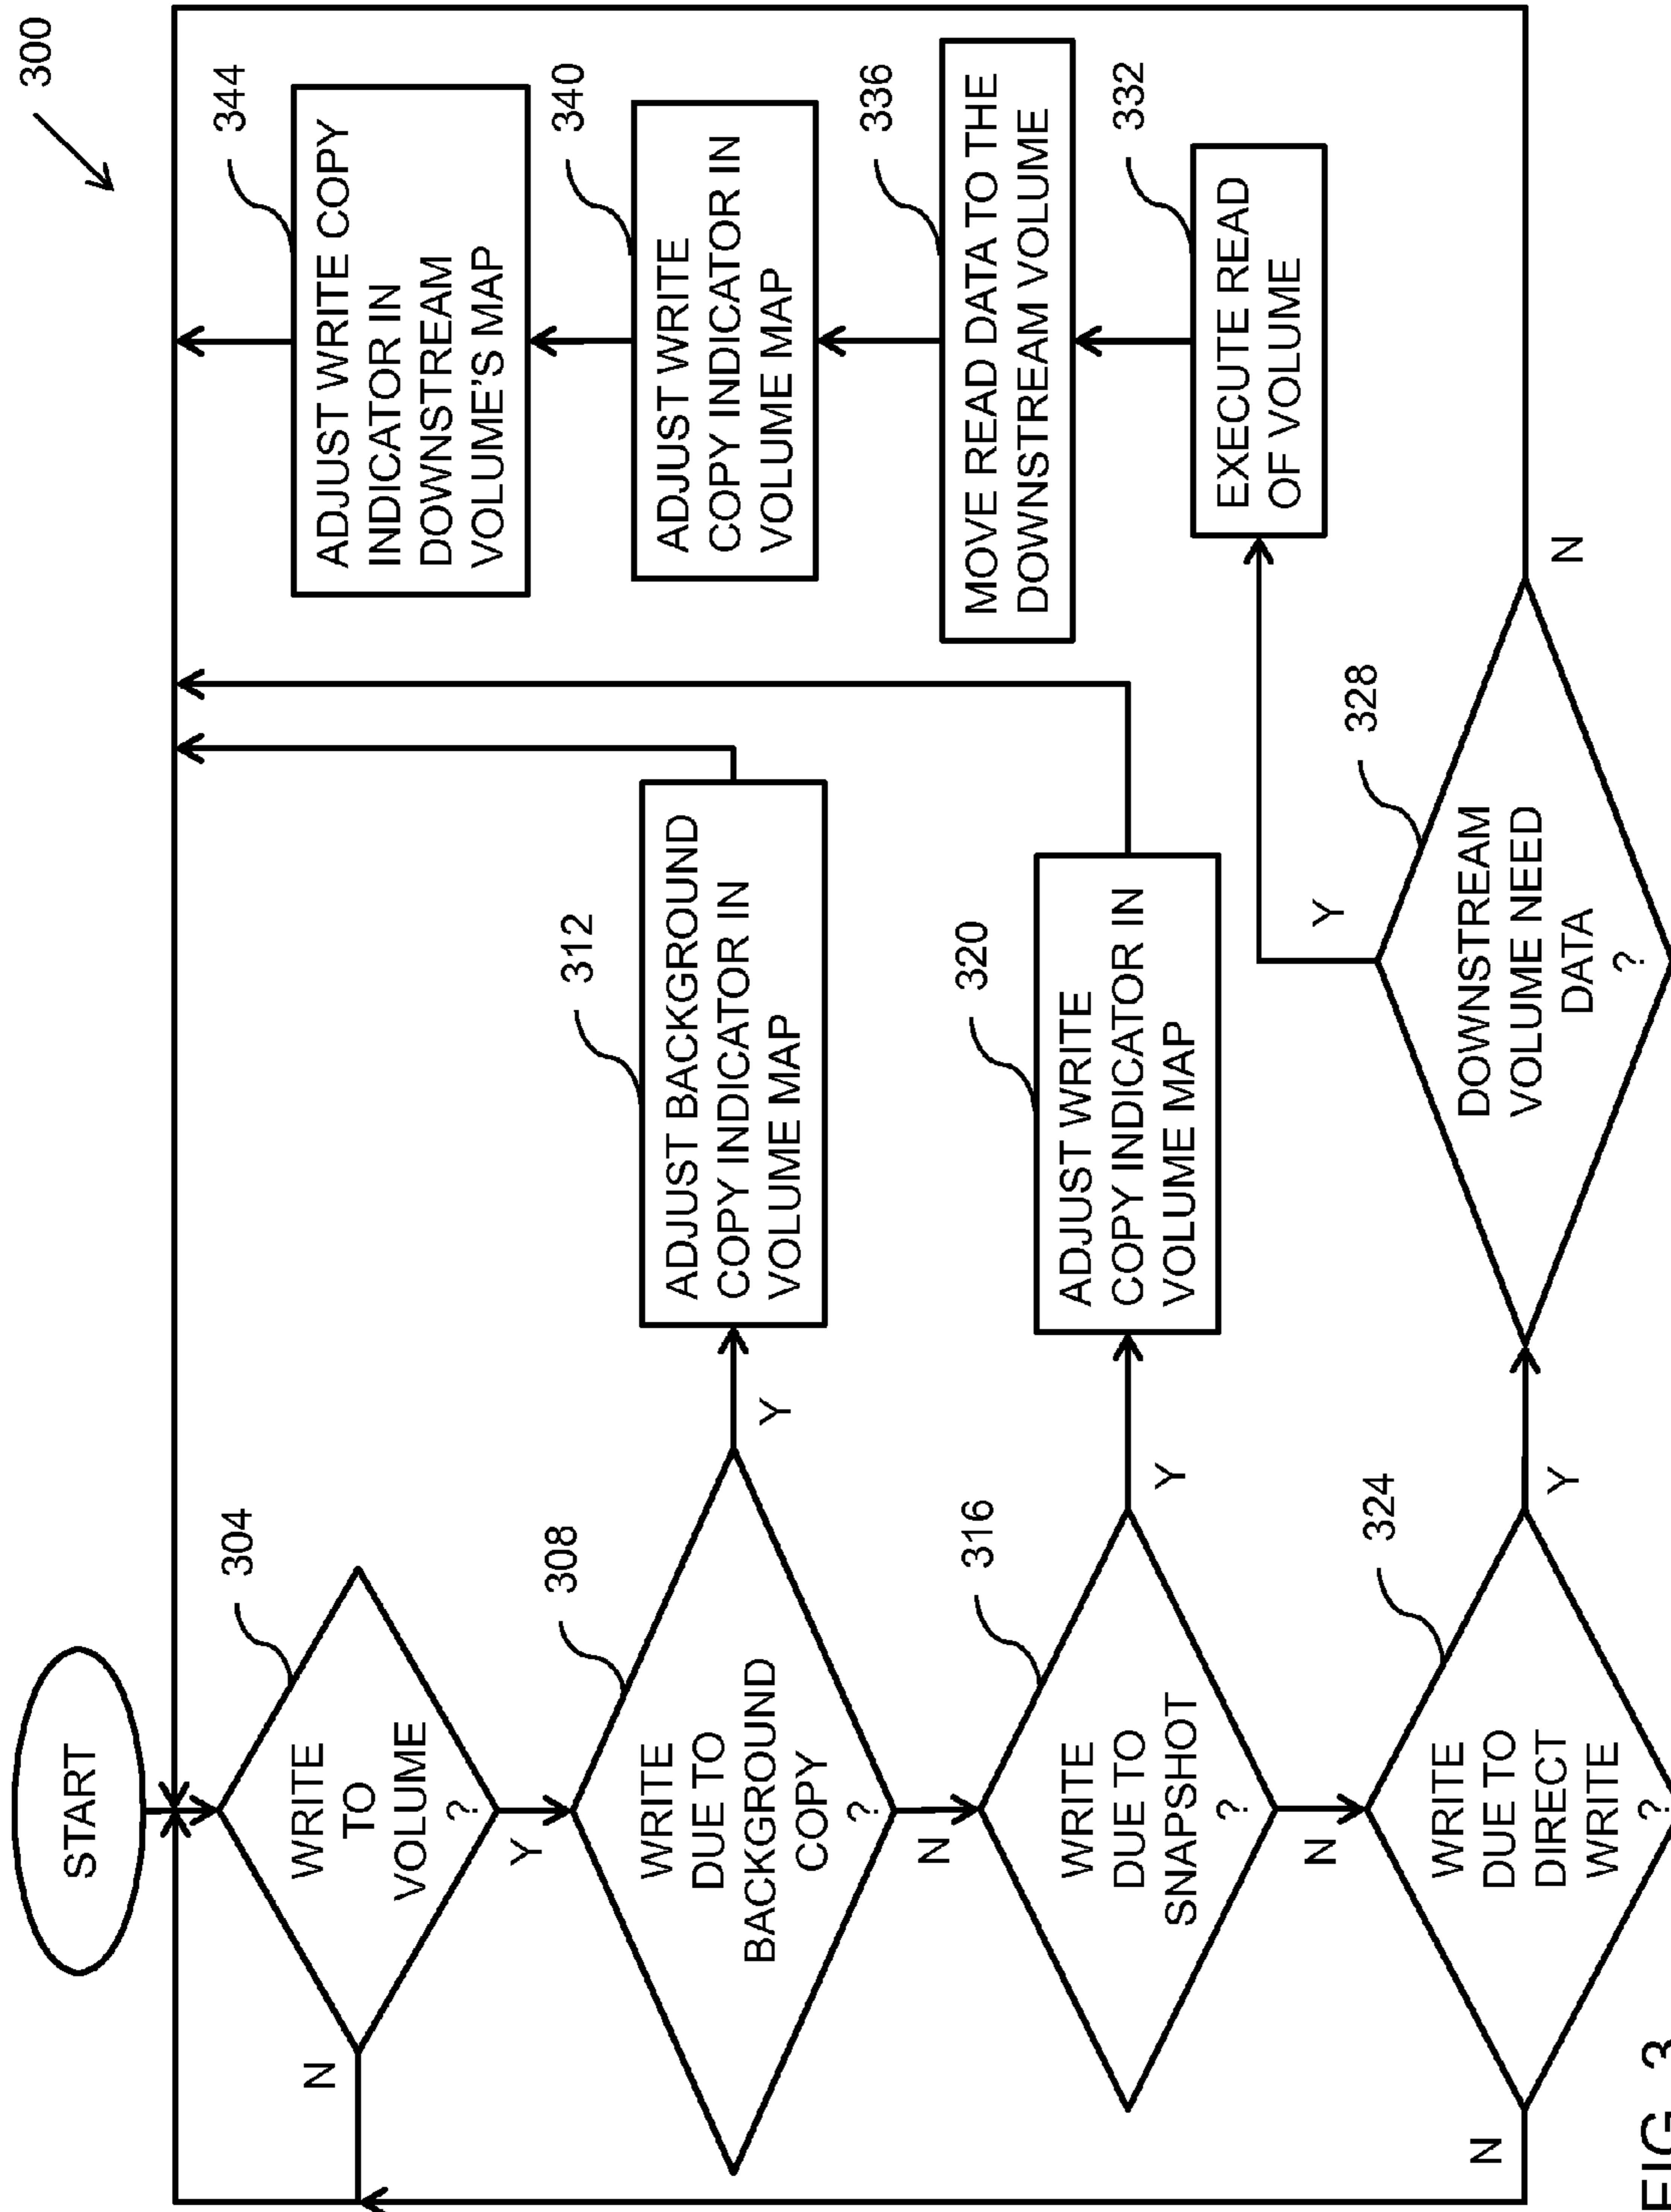 300
START
304
WRITE
TO
VOLUME
?
N
Y
308
WRITE
DUE TO
BACKGROUND
COPY
?
Y
312
ADJUST BACKGROUND
COPY INDICATOR IN
VOLUME MAP
N
316
WRITE
DUE TO
SNAPSHOT
?
Y
320
ADJUST WRITE
COPY INDICATOR IN
VOLUME MAP
N
324
WRITE
DUE TO
DIRECT
WRITE
?
N
Y
328
DOWNSTREAM
VOLUME NEED
DATA
?
Y
N
332
EXECUTE READ
OF VOLUME
336
MOVE READ DATA TO THE
DOWNSTREAM VOLUME
340
ADJUST WRITE
COPY INDICATOR IN
VOLUME MAP
344
ADJUST WRITE COPY
INDICATOR IN
DOWNSTREAM
VOLUME'S MAP
FIG. 3